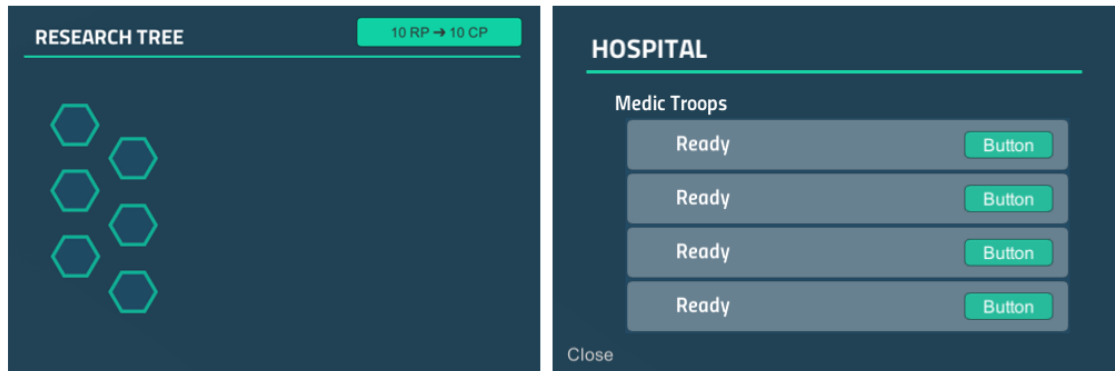 RESEARCH TREE
10 RP ➔ 10 CP
HOSPITAL
Medic Troops
Ready
Button
Ready
Button
Ready
Button
Ready
Button
Close